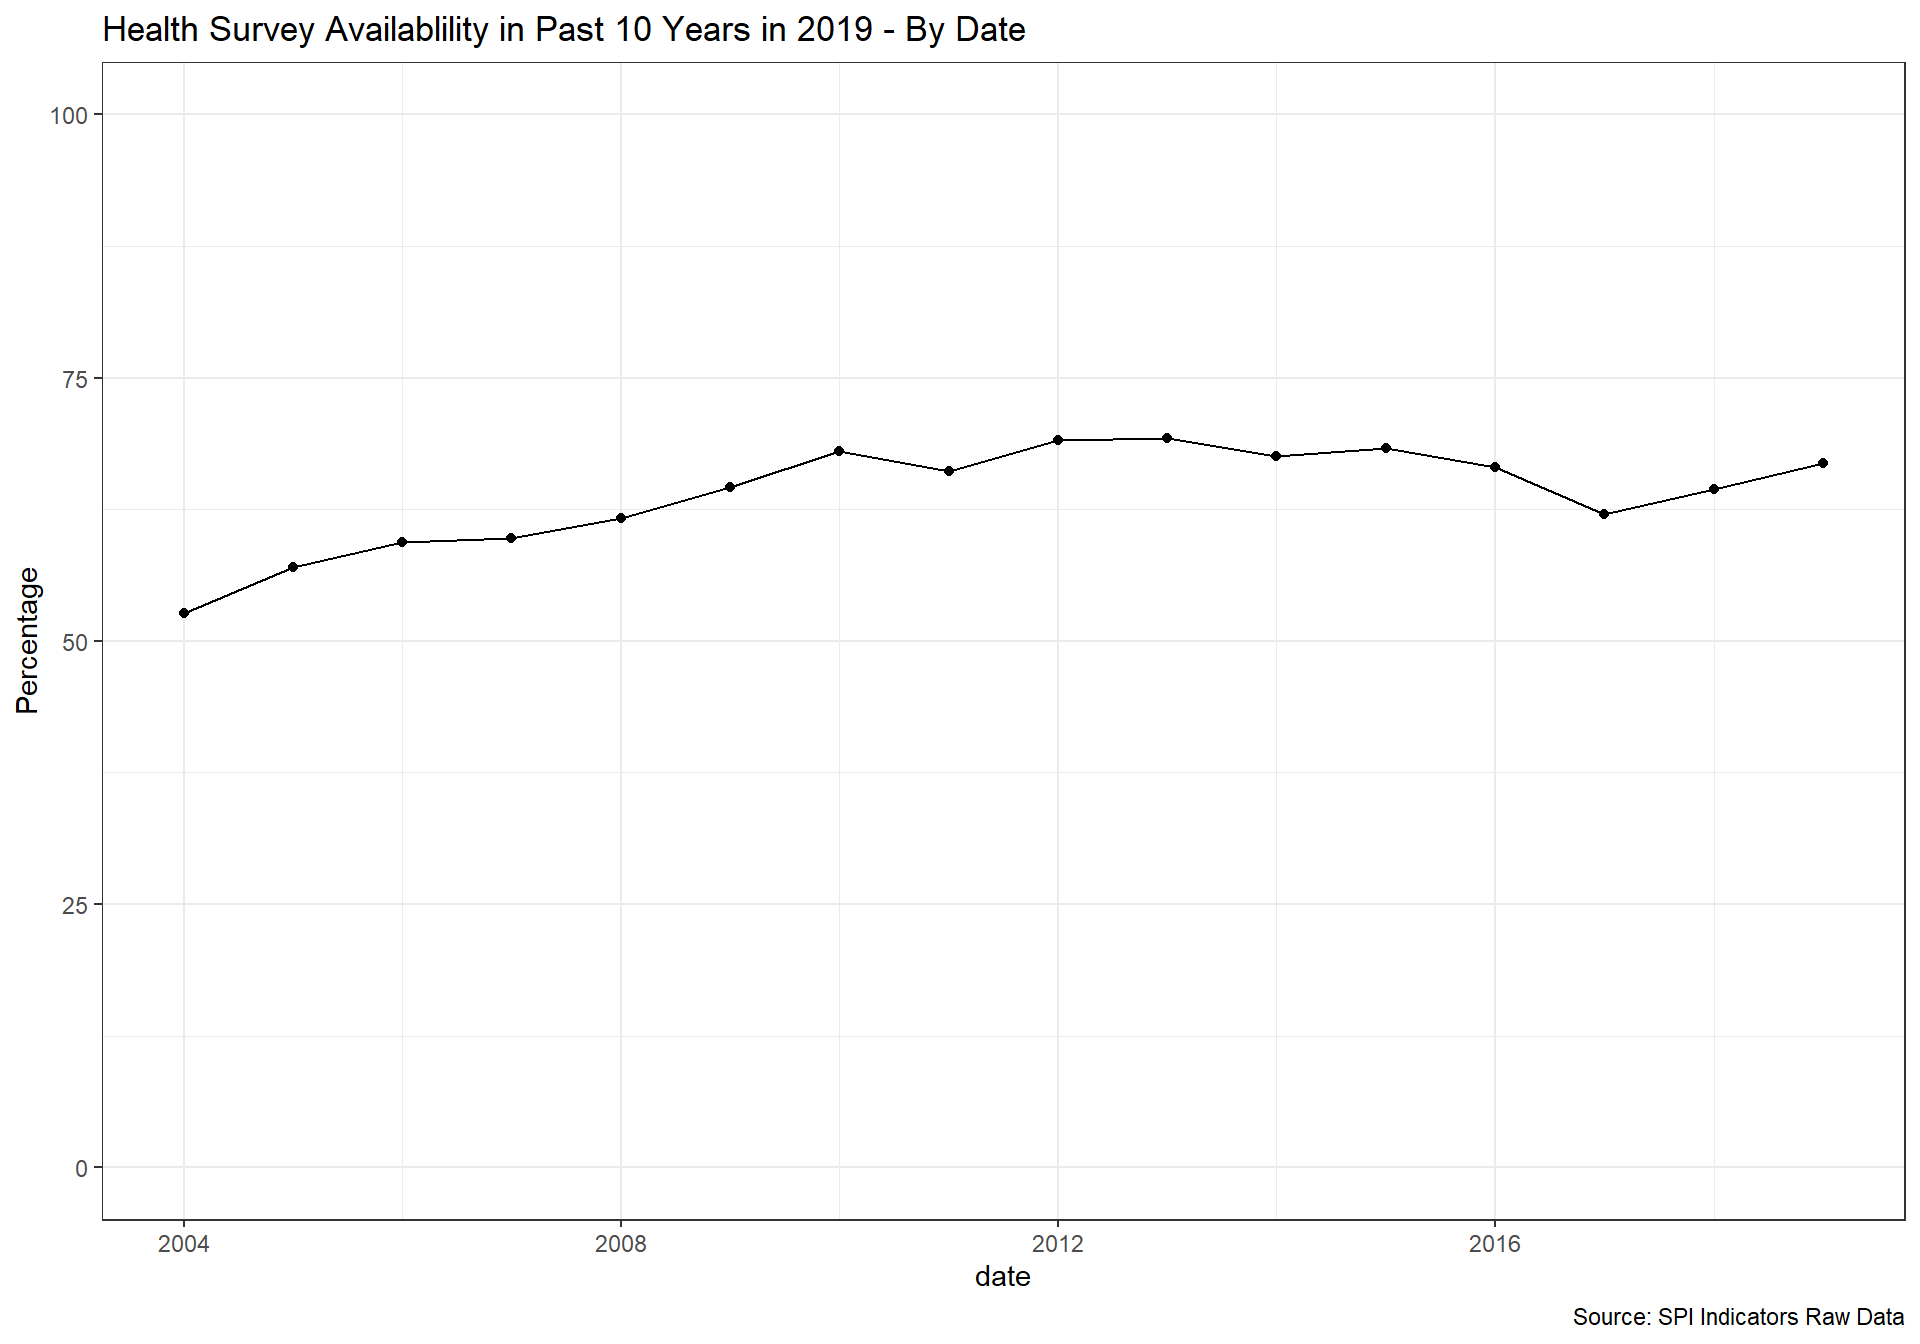 Health Survey Availablility in Past 10 Years in 2019 - By Date
100
75
50
25
0
Percentage
2004
2008
2012
2016
date
Source: SPI Indicators Raw Data